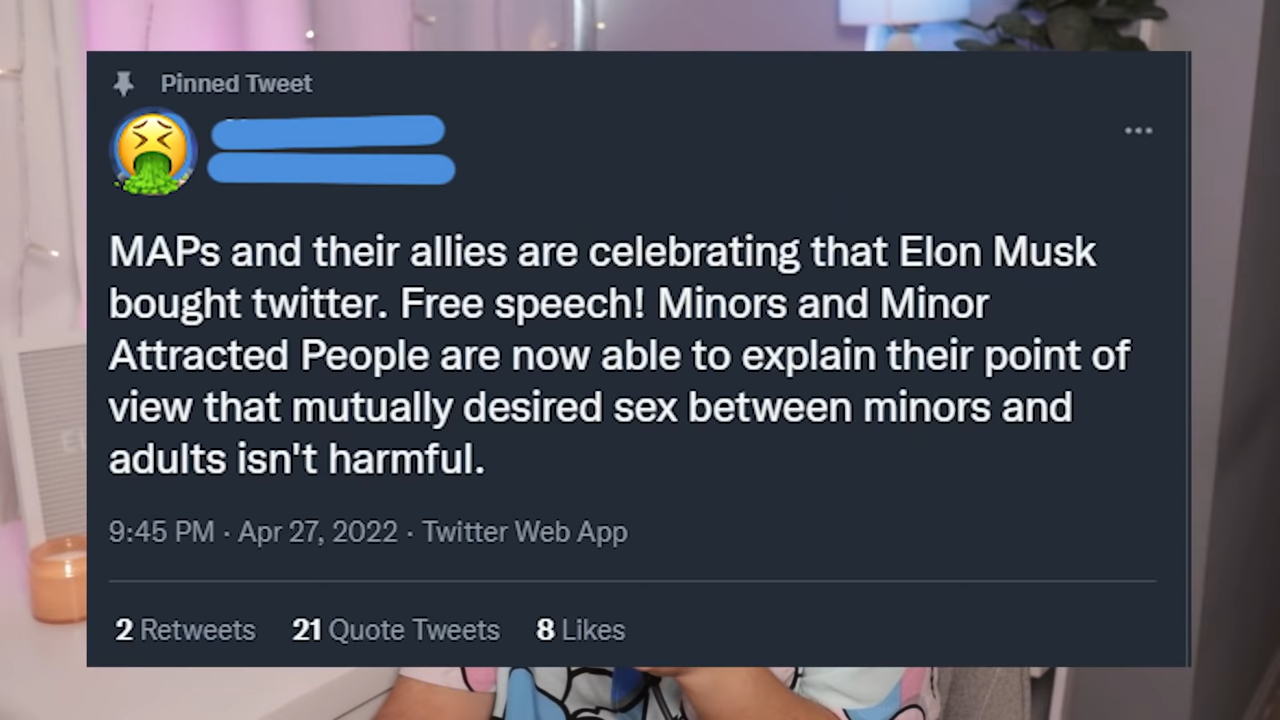 Pinned Tweet
MAPs and their allies are celebrating that Elon Musk
bought twitter. Free speech! Minors and Minor
Attracted People are now able to explain their point of
view that mutually desired sex between minors and
adults isn't harmful.
9:45 PM · Apr 27, 2022 · Twitter Web App
2 Retweets 21 Quote Tweets 8 Likes